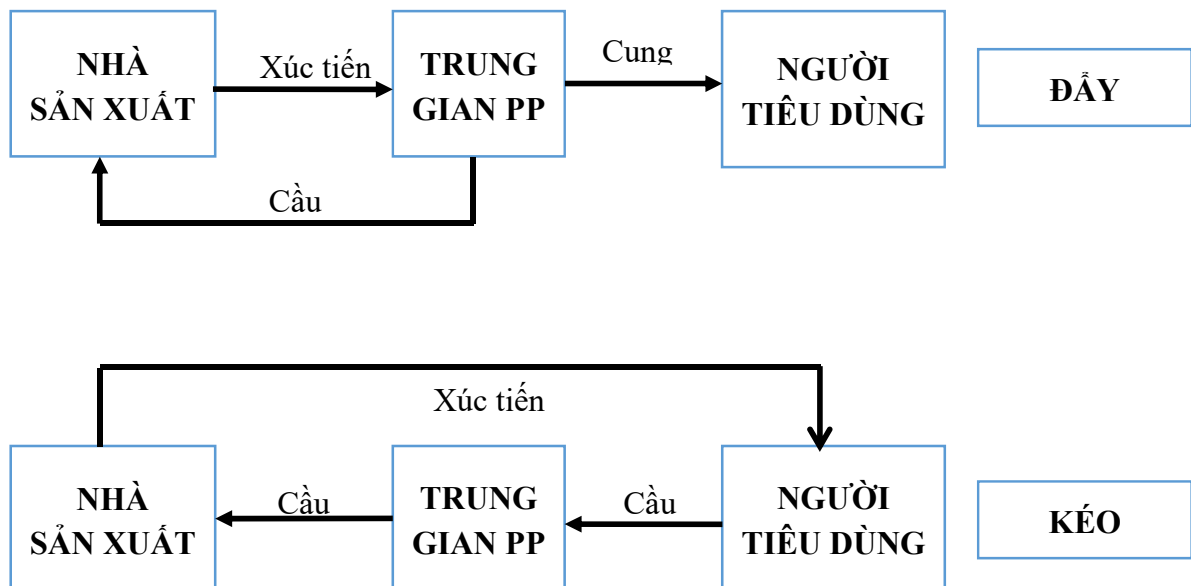 NHÀ
SẢN XUẤT
Xúc tiến
TRUNG
GIAN PP
Cung
NGƯỜI
TIÊU DÙNG
ĐẨY
Cầu
Xúc tiến
NHÀ
SẢN XUẤT
Cầu
TRUNG
GIAN PP
Cầu
NGƯỜI
TIÊU DÙNG
KÉO